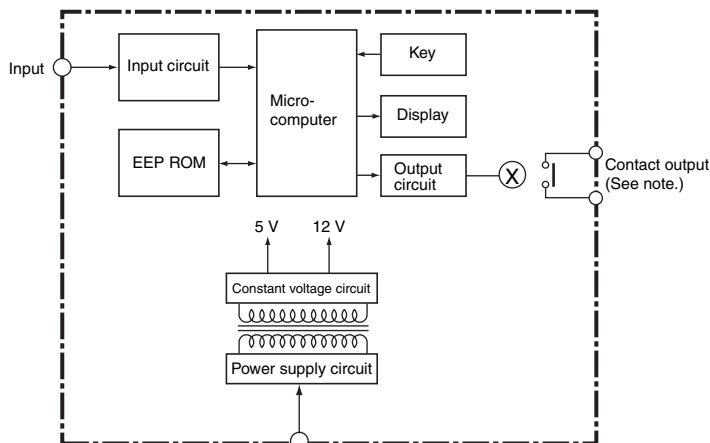 Input
Input circuit
EEP ROM
Micro-
computer
Key
Display
Output
circuit
X
Contact output
(See note.)
5 V
12 V
Constant voltage circuit
Power supply circuit